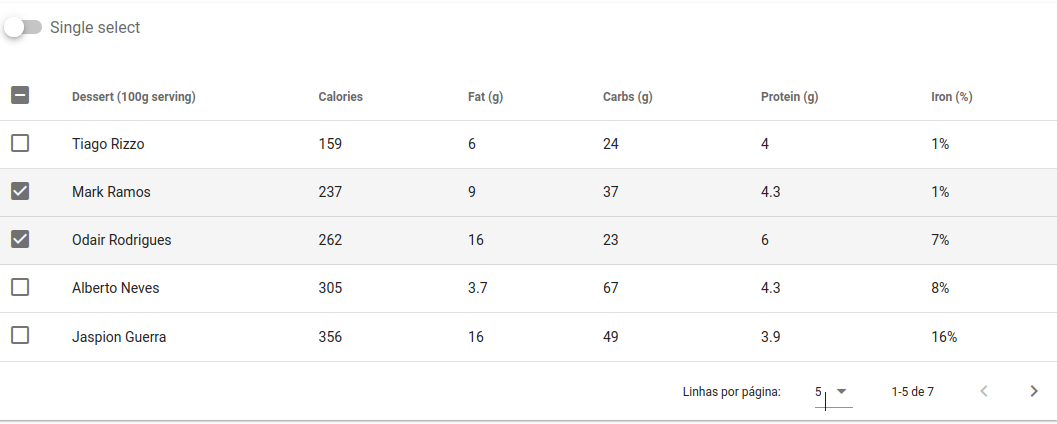 Single select
Dessert (100g serving) Calories Fat (g) Carbs (g) Protein (g) Iron (%)
Tiago Rizzo 159 6 24 4 1%
Mark Ramos 237 9 37 4.3 1%
Odair Rodrigues 262 16 23 6 7%
Alberto Neves 305 3.7 67 4.3 8%
Jaspion Guerra 356 16 49 3.9 16%
Linhas por página: 5 1-5 de 7